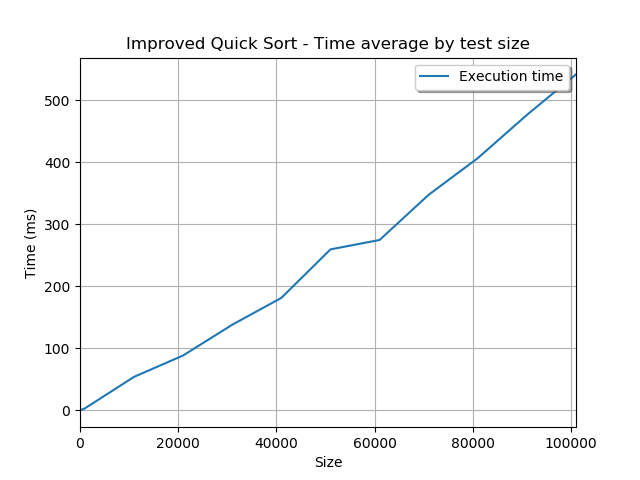 Improved Quick Sort - Time average by test size
Execution time
Time (ms)
500
400
300
200
100
0
0 20000 40000 60000 80000 100000
Size